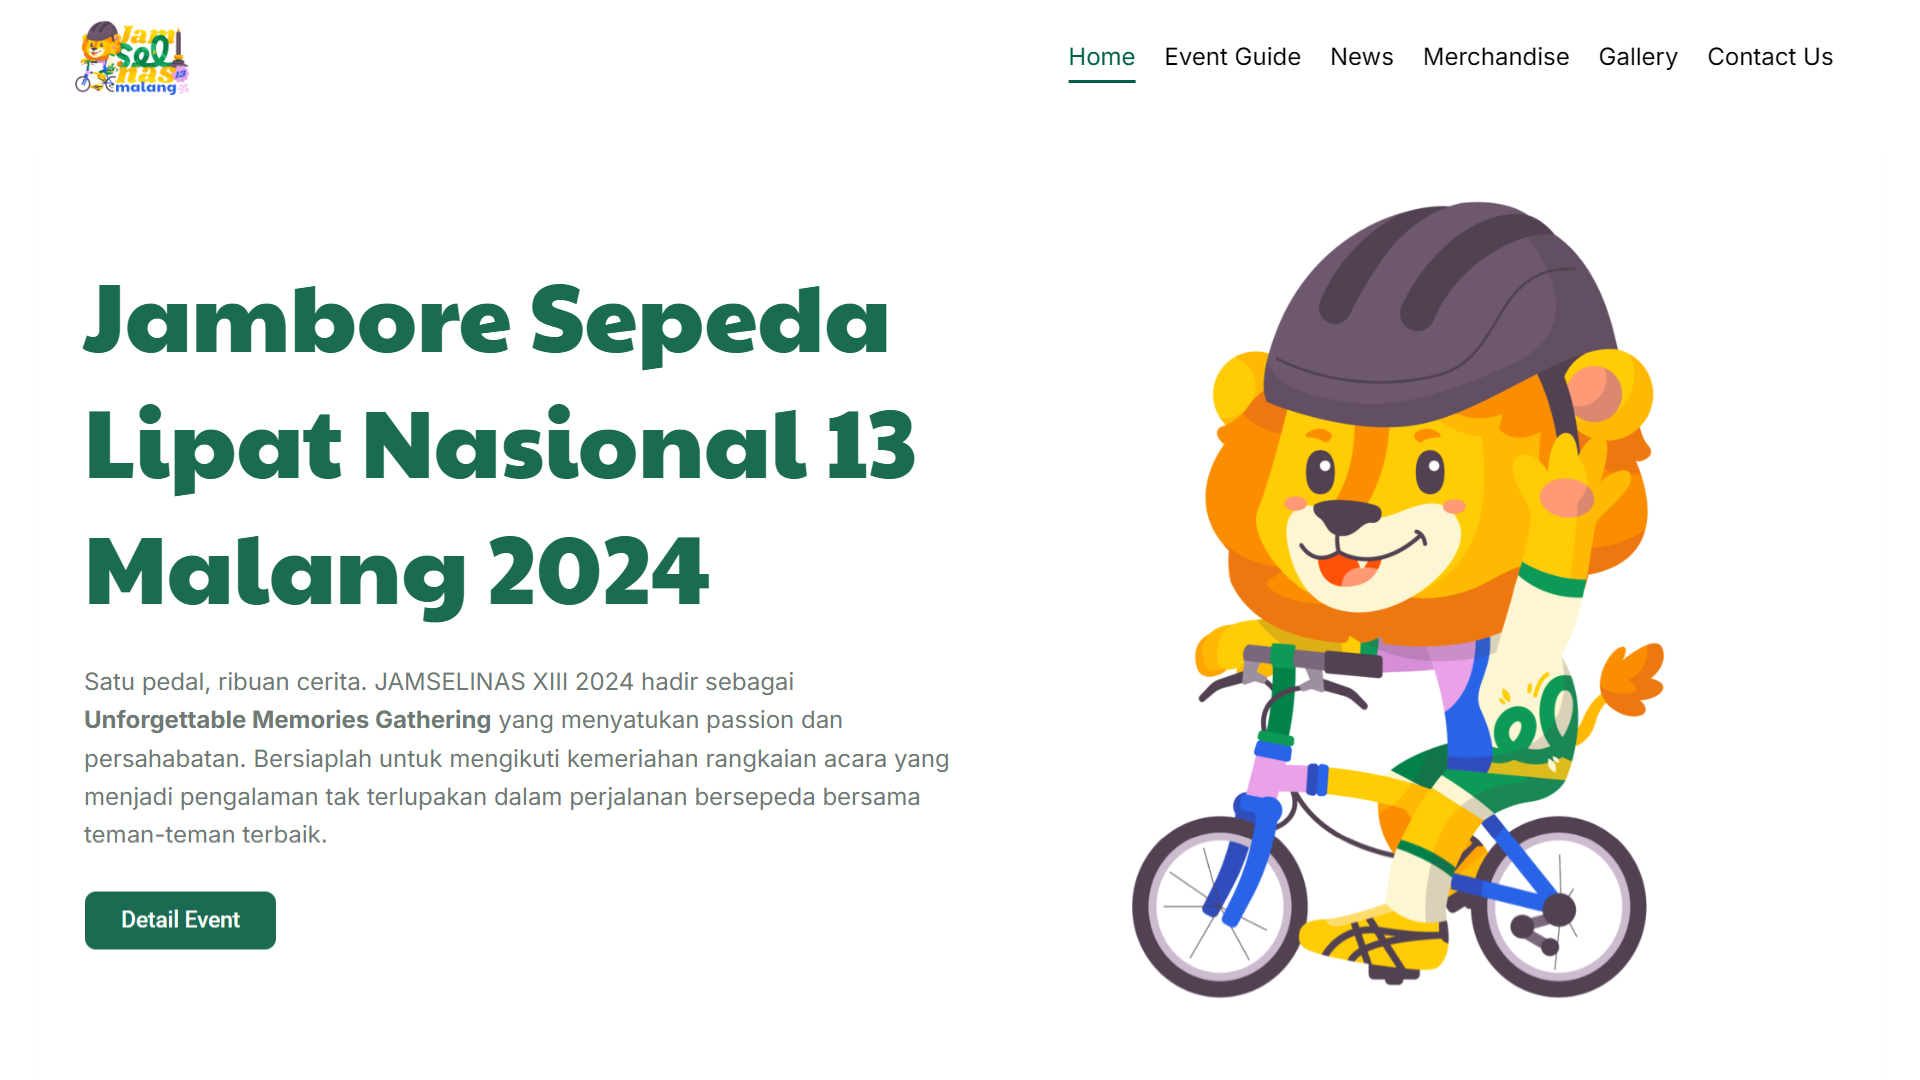 Jam
sel
nas 13
malang
Home Event Guide News Merchandise Gallery Contact Us
Jambore Sepeda
Lipat Nasional 13
Malang 2024
Satu pedal, ribuan cerita. JAMSELINAS XIII 2024 hadir sebagai
Unforgettable Memories Gathering yang menyatukan passion dan
persahabatan. Bersiaplah untuk mengikuti kemeriahan rangkaian acara yang
menjadi pengalaman tak terlupakan dalam perjalanan bersepeda bersama
teman-teman terbaik.
Detail Event